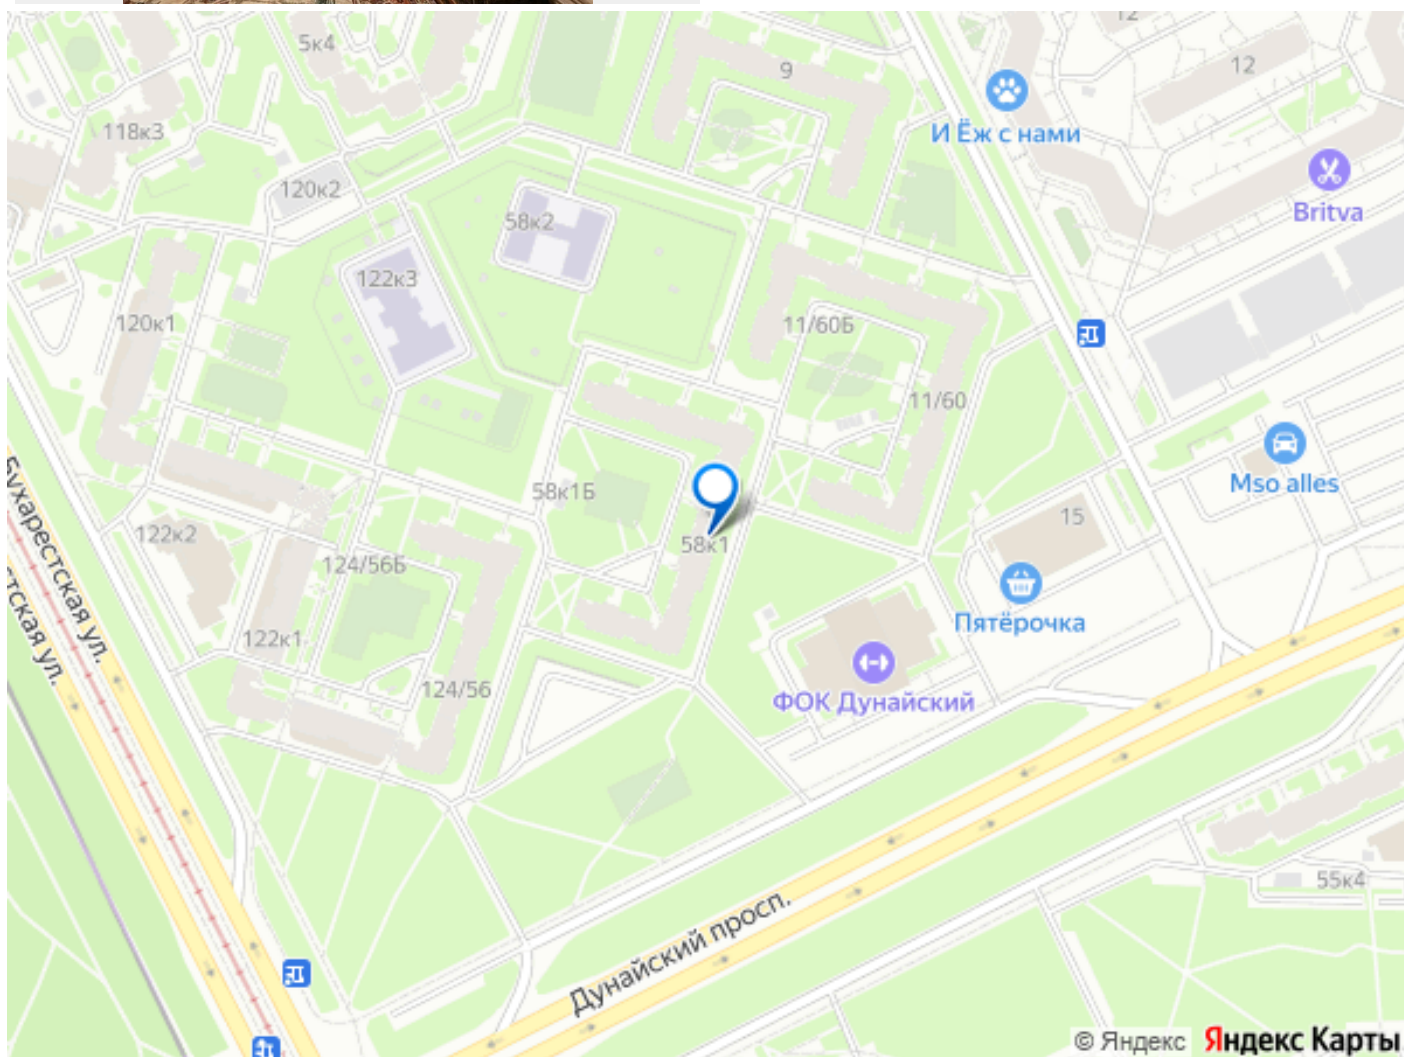 12
5к4
9
12
И Ёж с нами
118к3
120к2
Britva
58к2
122к3
120к1
11/60Б
11/60
Mso alles
58к1Б
15
122к2
58к1
124/56Б
Пятёрочка
Бухарестская ул.
стская ул.
122к1
124/56
ФОК Дунайский
55к4
Дунайский просп.
© Яндекс Яндекс Карты